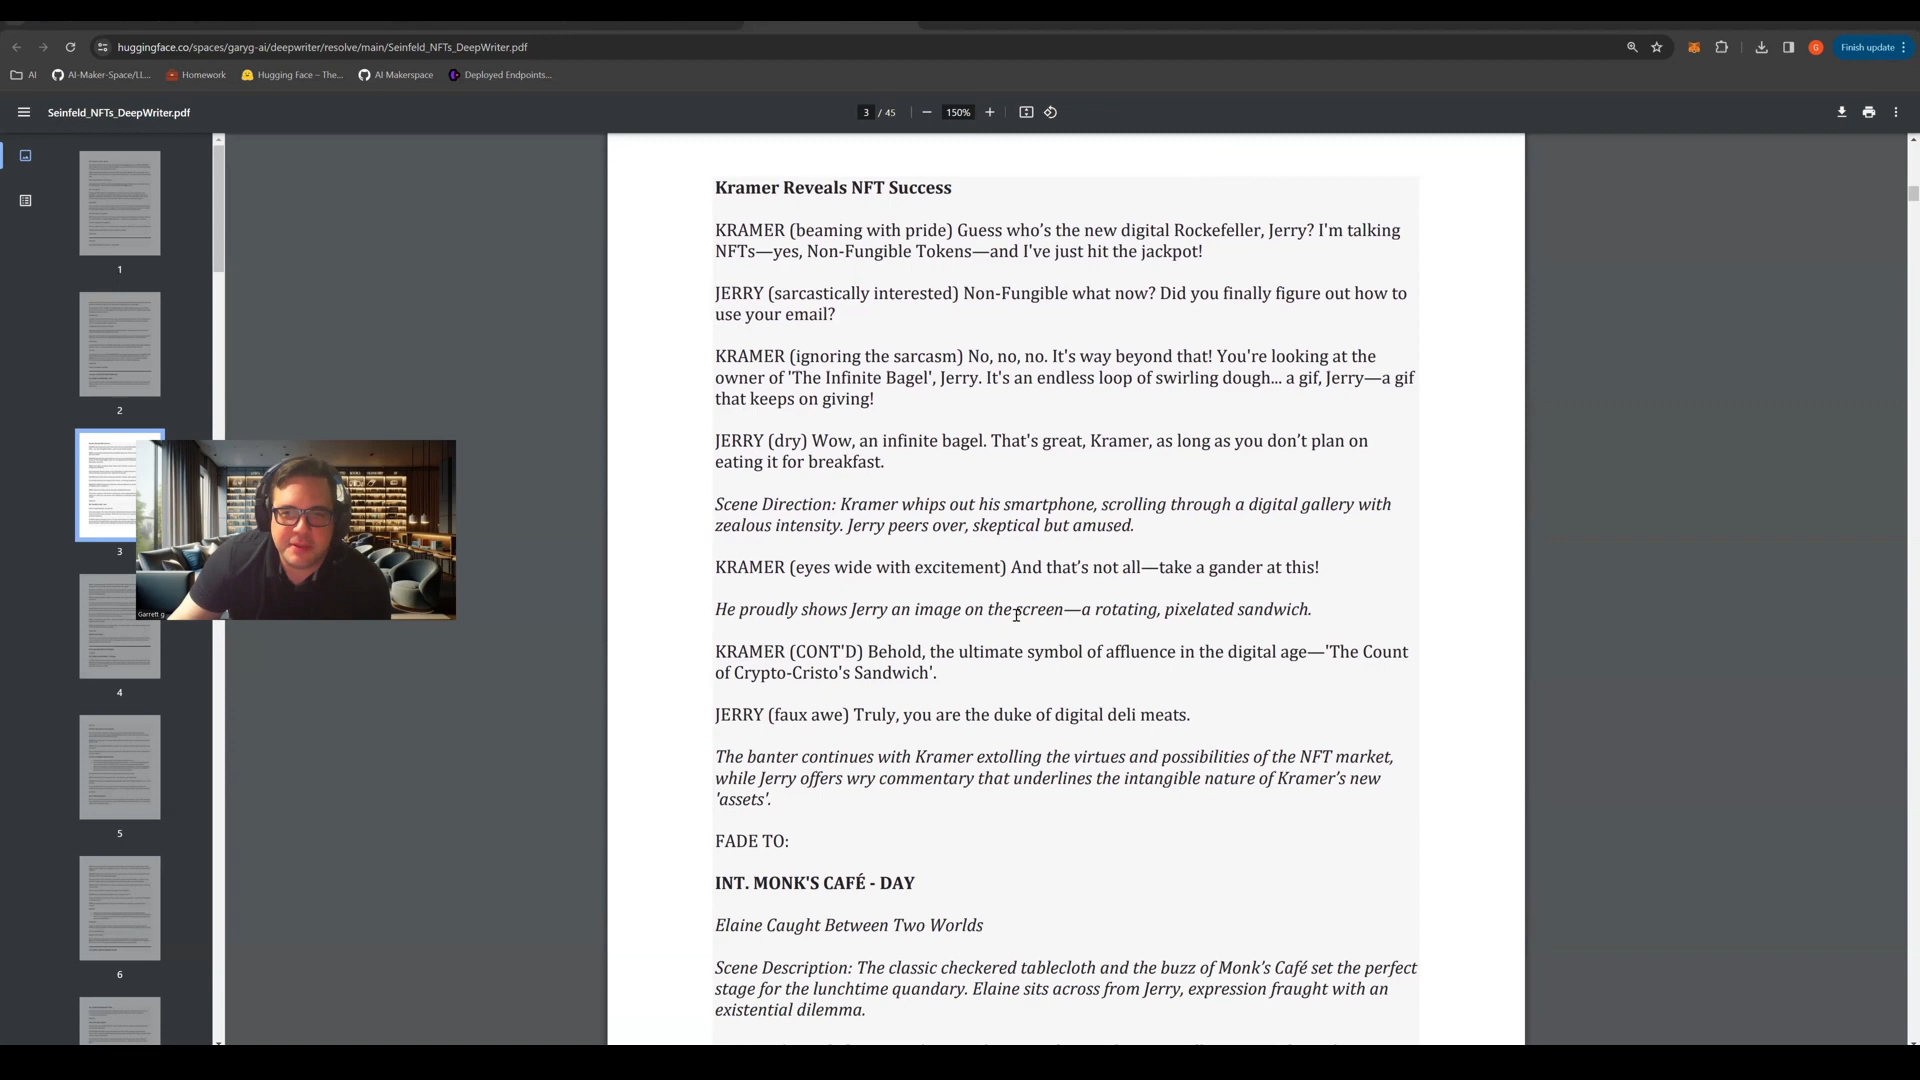 huggingface.co/spaces/garyg-ai/deepwriter/resolve/main/Seinfeld_NFTs_DeepWriter.pdf
G
Finish update
AI
AI-Maker-Space/LL...
Homework
Hugging Face – The...
AI Makerspace
Deployed Endpoints...
Seinfeld_NFTs_DeepWriter.pdf
3 / 45
150%
1
2
3
4
5
6
Garrett g
Kramer Reveals NFT Success
KRAMER (beaming with pride) Guess who’s the new digital Rockefeller, Jerry? I'm talking
NFTs—yes, Non-Fungible Tokens—and I've just hit the jackpot!
JERRY (sarcastically interested) Non-Fungible what now? Did you finally figure out how to
use your email?
KRAMER (ignoring the sarcasm) No, no, no. It's way beyond that! You're looking at the
owner of 'The Infinite Bagel', Jerry. It's an endless loop of swirling dough... a gif, Jerry—a gif
that keeps on giving!
JERRY (dry) Wow, an infinite bagel. That's great, Kramer, as long as you don’t plan on
eating it for breakfast.
Scene Direction: Kramer whips out his smartphone, scrolling through a digital gallery with
zealous intensity. Jerry peers over, skeptical but amused.
KRAMER (eyes wide with excitement) And that’s not all—take a gander at this!
He proudly shows Jerry an image on the screen—a rotating, pixelated sandwich.
KRAMER (CONT'D) Behold, the ultimate symbol of affluence in the digital age—'The Count
of Crypto-Cristo's Sandwich'.
JERRY (faux awe) Truly, you are the duke of digital deli meats.
The banter continues with Kramer extolling the virtues and possibilities of the NFT market,
while Jerry offers wry commentary that underlines the intangible nature of Kramer’s new
'assets'.
FADE TO:
INT. MONK'S CAFÉ - DAY
Elaine Caught Between Two Worlds
Scene Description: The classic checkered tablecloth and the buzz of Monk’s Café set the perfect
stage for the lunchtime quandary. Elaine sits across from Jerry, expression fraught with an
existential dilemma.